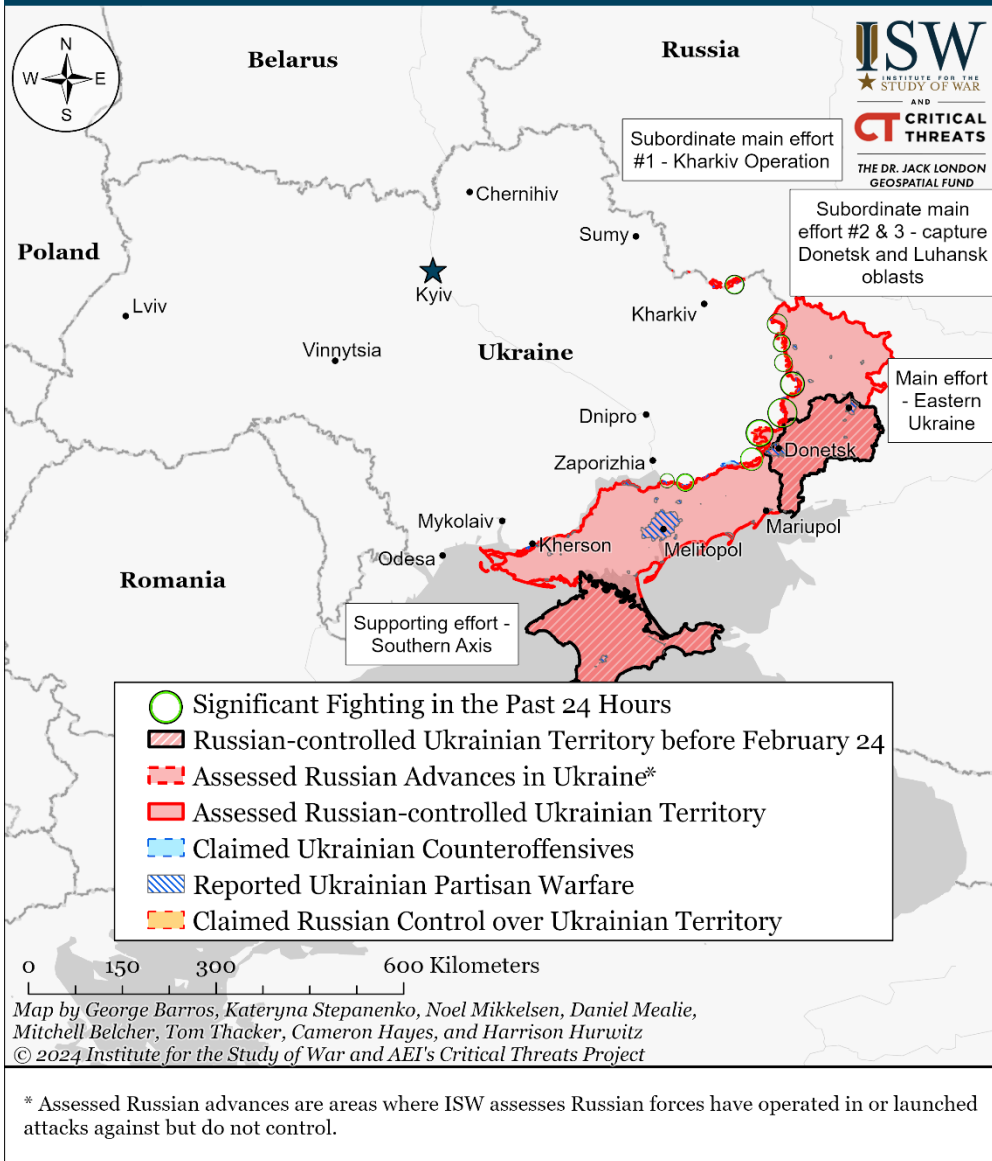 N
W
E
S
Belarus
Russia
ISW
INSTITUTE FOR THE
STUDY OF WAR
AND
CT CRITICAL
THREATS
THE DR. JACK LONDON
GEOSPATIAL FUND
Subordinate main effort
#1 - Kharkiv Operation
Subordinate main
effort #2 & 3 - capture
Donetsk and Luhansk
oblasts
Chernihiv
Sumy
Poland
Kyiv
Lviv
Kharkiv
Vinnytsia
Ukraine
Main effort
- Eastern
Ukraine
Dnipro
Donetsk
Zaporizhia
Mykolaiv
Mariupol
Kherson
Melitopol
Odesa
Romania
Supporting effort -
Southern Axis
Significant Fighting in the Past 24 Hours
Russian-controlled Ukrainian Territory before February 24
Assessed Russian Advances in Ukraine*
Assessed Russian-controlled Ukrainian Territory
Claimed Ukrainian Counteroffensives
Reported Ukrainian Partisan Warfare
Claimed Russian Control over Ukrainian Territory
0 150 300 600 Kilometers
Map by George Barros, Kateryna Stepanenko, Noel Mikkelsen, Daniel Mealie,
Mitchell Belcher, Tom Thacker, Cameron Hayes, and Harrison Hurwitz
© 2024 Institute for the Study of War and AEI's Critical Threats Project
* Assessed Russian advances are areas where ISW assesses Russian forces have operated in or launched
attacks against but do not control.